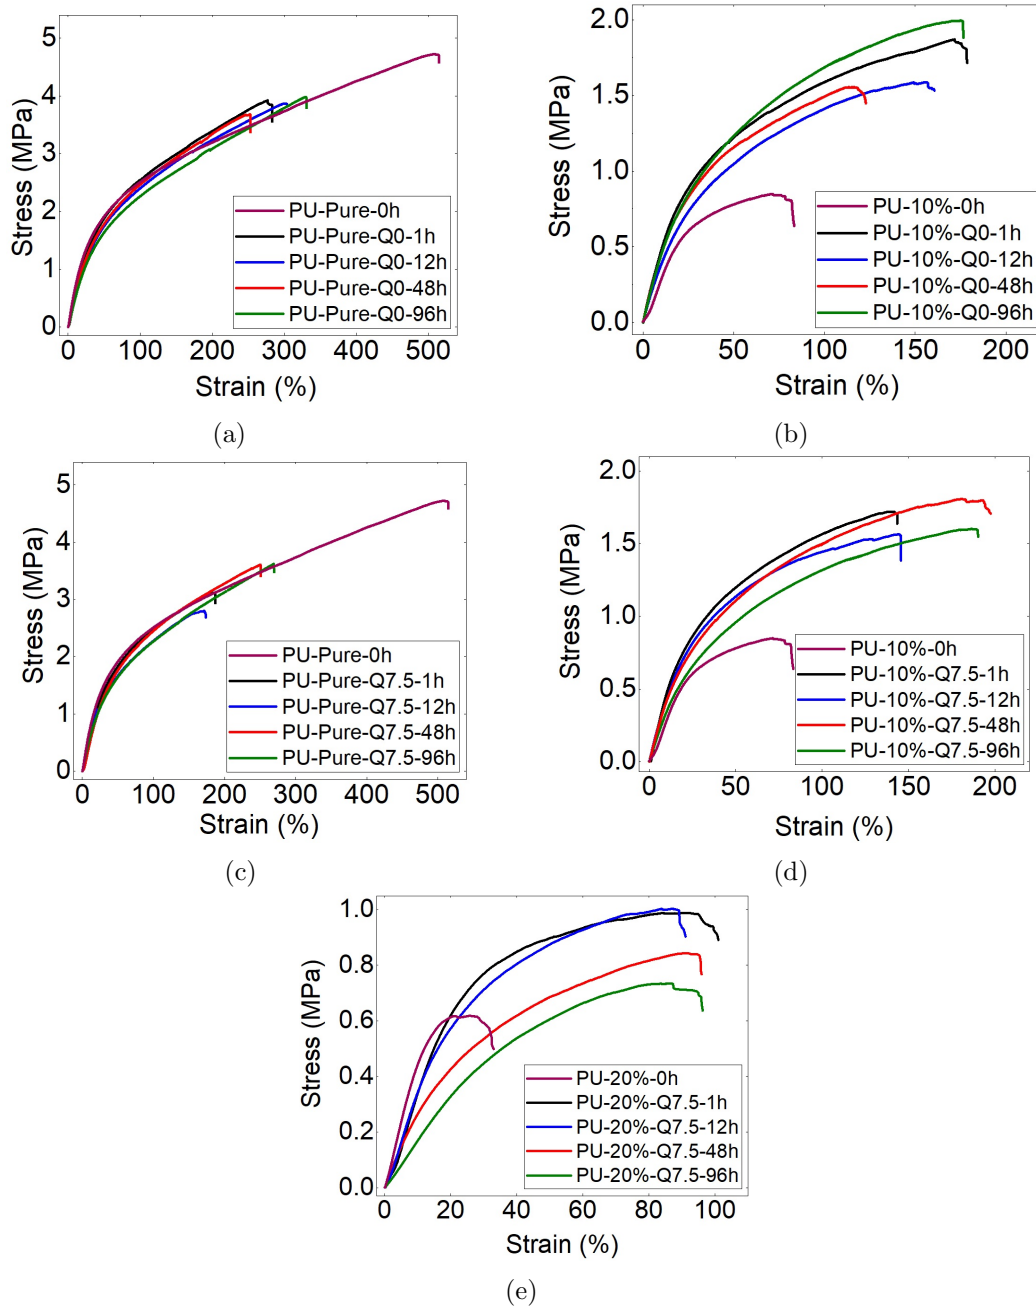 5
4
3
2
1
0
Stress (MPa)
PU-Pure-0h
PU-Pure-Q0-1h
PU-Pure-Q0-12h
PU-Pure-Q0-48h
PU-Pure-Q0-96h
0 100 200 300 400 500
Strain (%)
(a)
2.0
1.5
1.0
0.5
0.0
Stress (MPa)
PU-10%-0h
PU-10%-Q0-1h
PU-10%-Q0-12h
PU-10%-Q0-48h
PU-10%-Q0-96h
0 50 100 150 200
Strain (%)
(b)
5
4
3
2
1
0
Stress (MPa)
PU-Pure-0h
PU-Pure-Q7.5-1h
PU-Pure-Q7.5-12h
PU-Pure-Q7.5-48h
PU-Pure-Q7.5-96h
0 100 200 300 400 500
Strain (%)
(c)
2.0
1.5
1.0
0.5
0.0
Stress (MPa)
PU-10%-0h
PU-10%-Q7.5-1h
PU-10%-Q7.5-12h
PU-10%-Q7.5-48h
PU-10%-Q7.5-96h
0 50 100 150 200
Strain (%)
(d)
1.0
0.8
0.6
0.4
0.2
0.0
Stress (MPa)
PU-20%-0h
PU-20%-Q7.5-1h
PU-20%-Q7.5-12h
PU-20%-Q7.5-48h
PU-20%-Q7.5-96h
0 20 40 60 80 100
Strain (%)
(e)